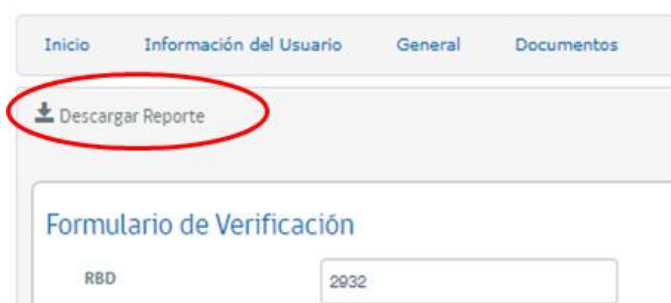 Inicio Información del Usuario General Documentos
Descargar Reporte
Formulario de Verificación
RBD 2932